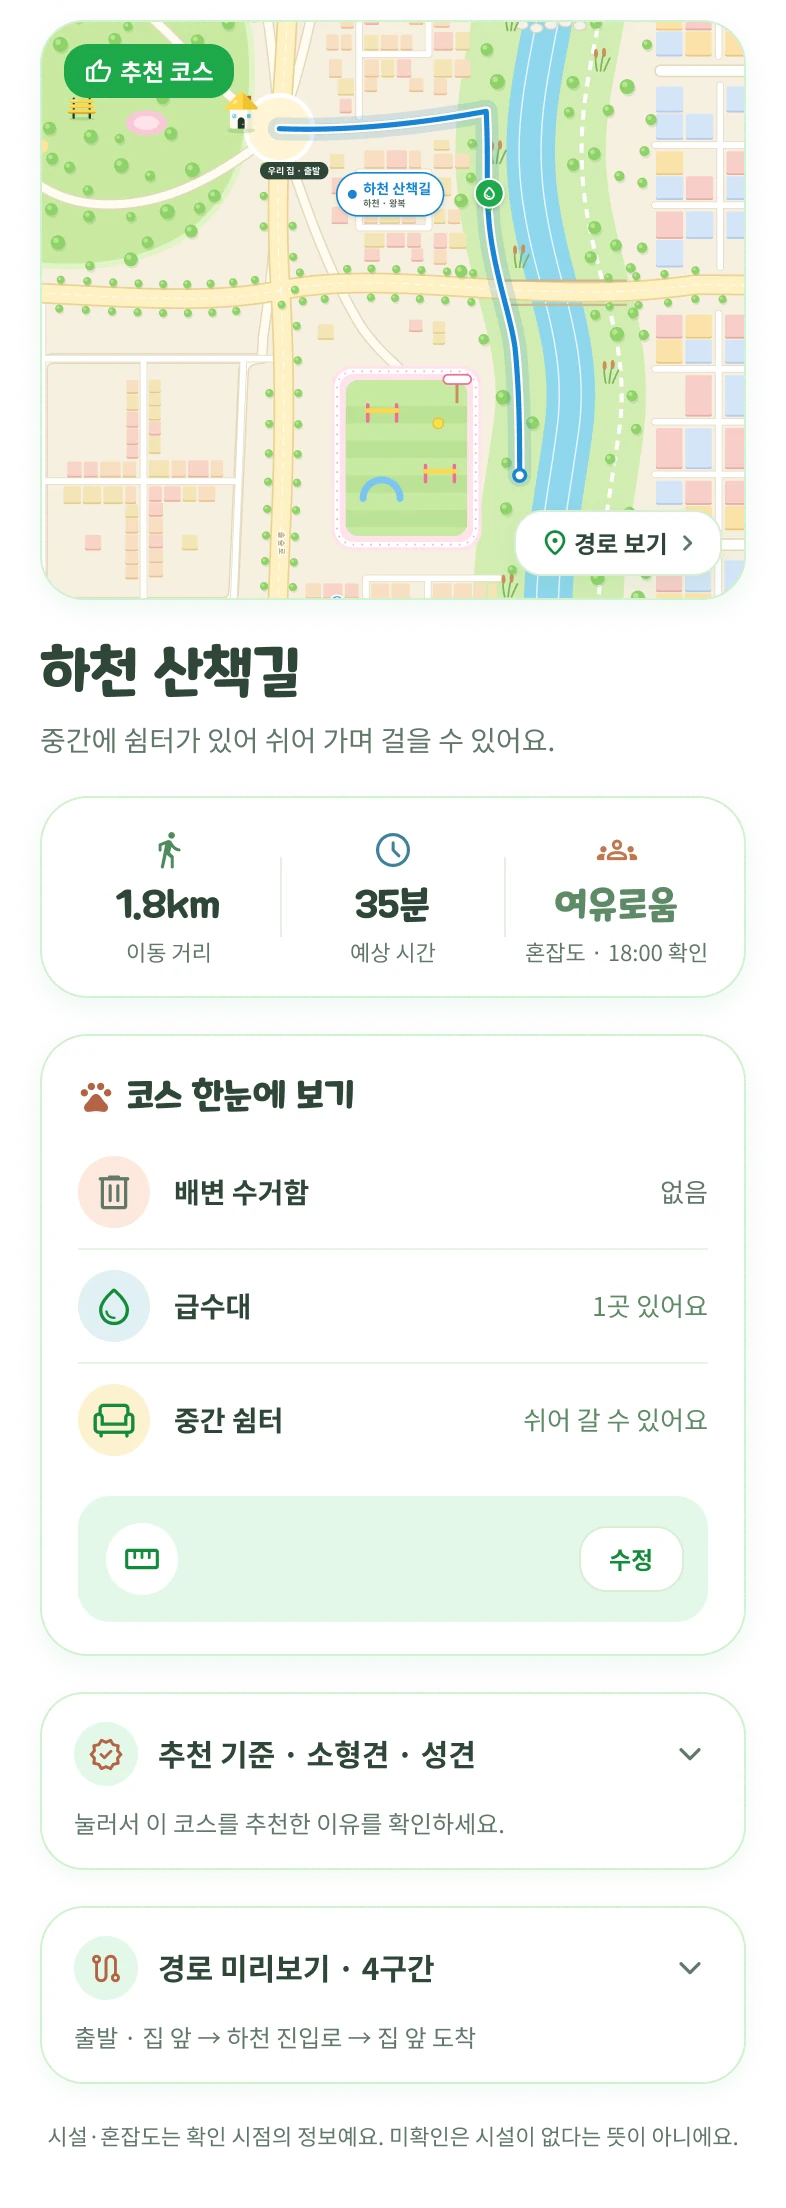 추천 코스
우리 집 · 출발
하천 산책길
하천 · 왕복
경로 보기
하천 산책길
중간에 쉼터가 있어 쉬어 가며 걸을 수 있어요.
1.8km
이동 거리
35분
예상 시간
여유로움
혼잡도 · 18:00 확인
코스 한눈에 보기
배변 수거함
없음
급수대
1곳 있어요
중간 쉼터
쉬어 갈 수 있어요
수정
추천 기준 · 소형견 · 성견
눌러서 이 코스를 추천한 이유를 확인하세요.
경로 미리보기 · 4구간
출발 · 집 앞 → 하천 진입로 → 집 앞 도착
시설·혼잡도는 확인 시점의 정보예요. 미확인은 시설이 없다는 뜻이 아니에요.